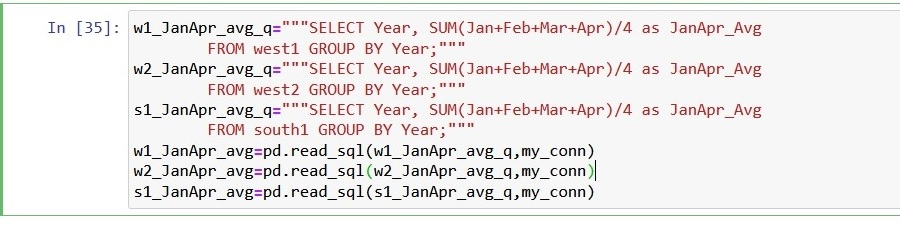 In [35]: w1_JanApr_avg_q="""SELECT Year, SUM(Jan+Feb+Mar+Apr)/4 as JanApr_Avg
FROM west1 GROUP BY Year;"""
w2_JanApr_avg_q="""SELECT Year, SUM(Jan+Feb+Mar+Apr)/4 as JanApr_Avg
FROM west2 GROUP BY Year;"""
s1_JanApr_avg_q="""SELECT Year, SUM(Jan+Feb+Mar+Apr)/4 as JanApr_Avg
FROM south1 GROUP BY Year;"""
w1_JanApr_avg=pd.read_sql(w1_JanApr_avg_q,my_conn)
w2_JanApr_avg=pd.read_sql(w2_JanApr_avg_q,my_conn)
s1_JanApr_avg=pd.read_sql(s1_JanApr_avg_q,my_conn)